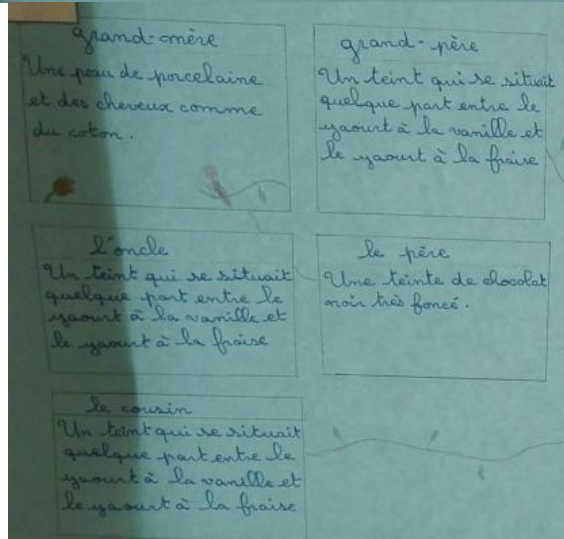 grand-mère
Une peau de porcelaine
et des cheveux comme
du coton.
grand-père
Un teint qui se situait
quelque part entre le
yaourt à la vanille et
le yaourt à la fraise
l'oncle
Un teint qui se situait
quelque part entre le
yaourt à la vanille et
le yaourt à la fraise
le père
Une teinte de chocolat
noir très foncé.
le cousin
Un teint qui se situait
quelque part entre le
yaourt à la vanille et
le yaourt à la fraise